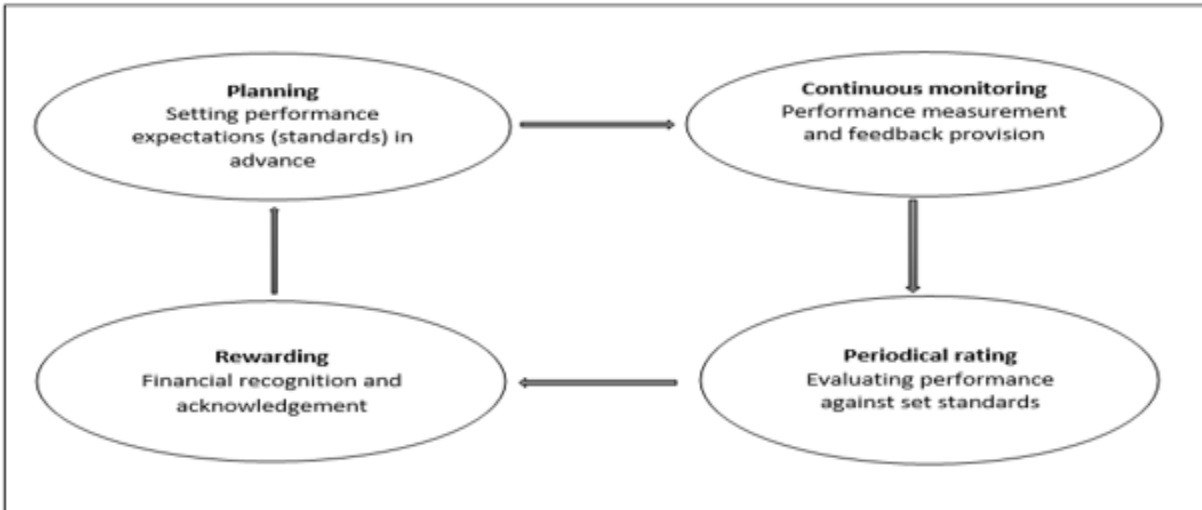 Planning
Setting performance
expectations (standards) in
advance
Continuous monitoring
Performance measurement
and feedback provision
Periodical rating
Evaluating performance
against set standards
Rewarding
Financial recognition and
acknowledgement